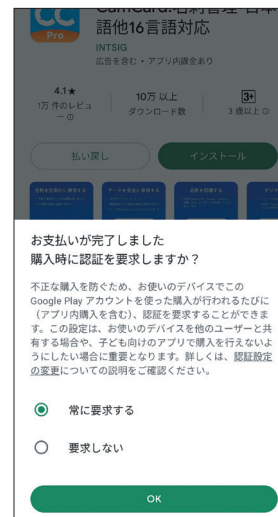 CC
Pro
CamCard:名刺管理 日本
語他16言語対応
INTSIG
広告を含む・アプリ内課金あり
4.1★
1万 件のレビュ
ー
10万 以上
ダウンロード数
3+
3 歳以上
払い戻し
インストール
お支払いが完了しました
購入時に認証を要求しますか？
不正な購入を防ぐため、お使いのデバイスでこの
Google Play アカウントを使った購入が行われるたびに
（アプリ内購入を含む）、認証を要求することができま
す。この設定は、お使いのデバイスを他のユーザーと共
有する場合や、子ども向けのアプリで購入を行えないよ
うにしたい場合に重要となります。詳しくは、認証設定
の変更についての説明をご確認ください。
常に要求する
要求しない
OK